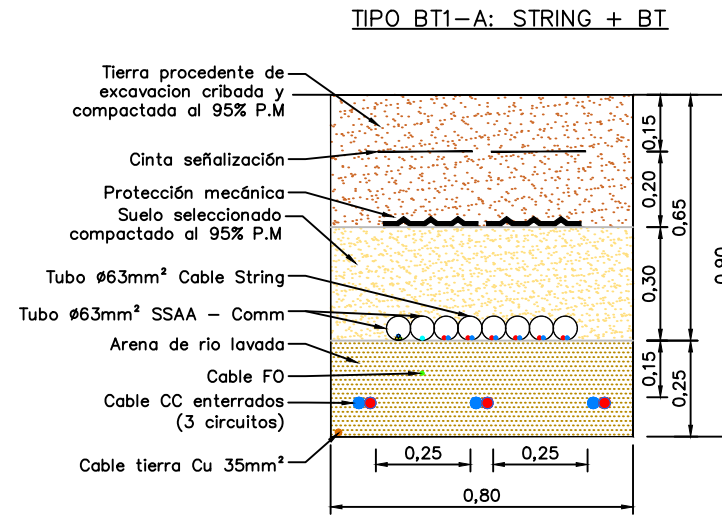 TIPO BT1-A: STRING + BT
Tierra procedente de
excavacion cribada y
compactada al 95% P.M
Cinta señalización
Protección mecánica
Suelo seleccionado
compactado al 95% P.M
Tubo ø63mm² Cable String
Tubo ø63mm² SSAA - Comm
Arena de rio lavada
Cable FO
Cable CC enterrados
(3 circuitos)
Cable tierra Cu 35mm²
0,15
0,20
0,30
0,15
0,65
0,25
0,90
0,25
0,25
0,80